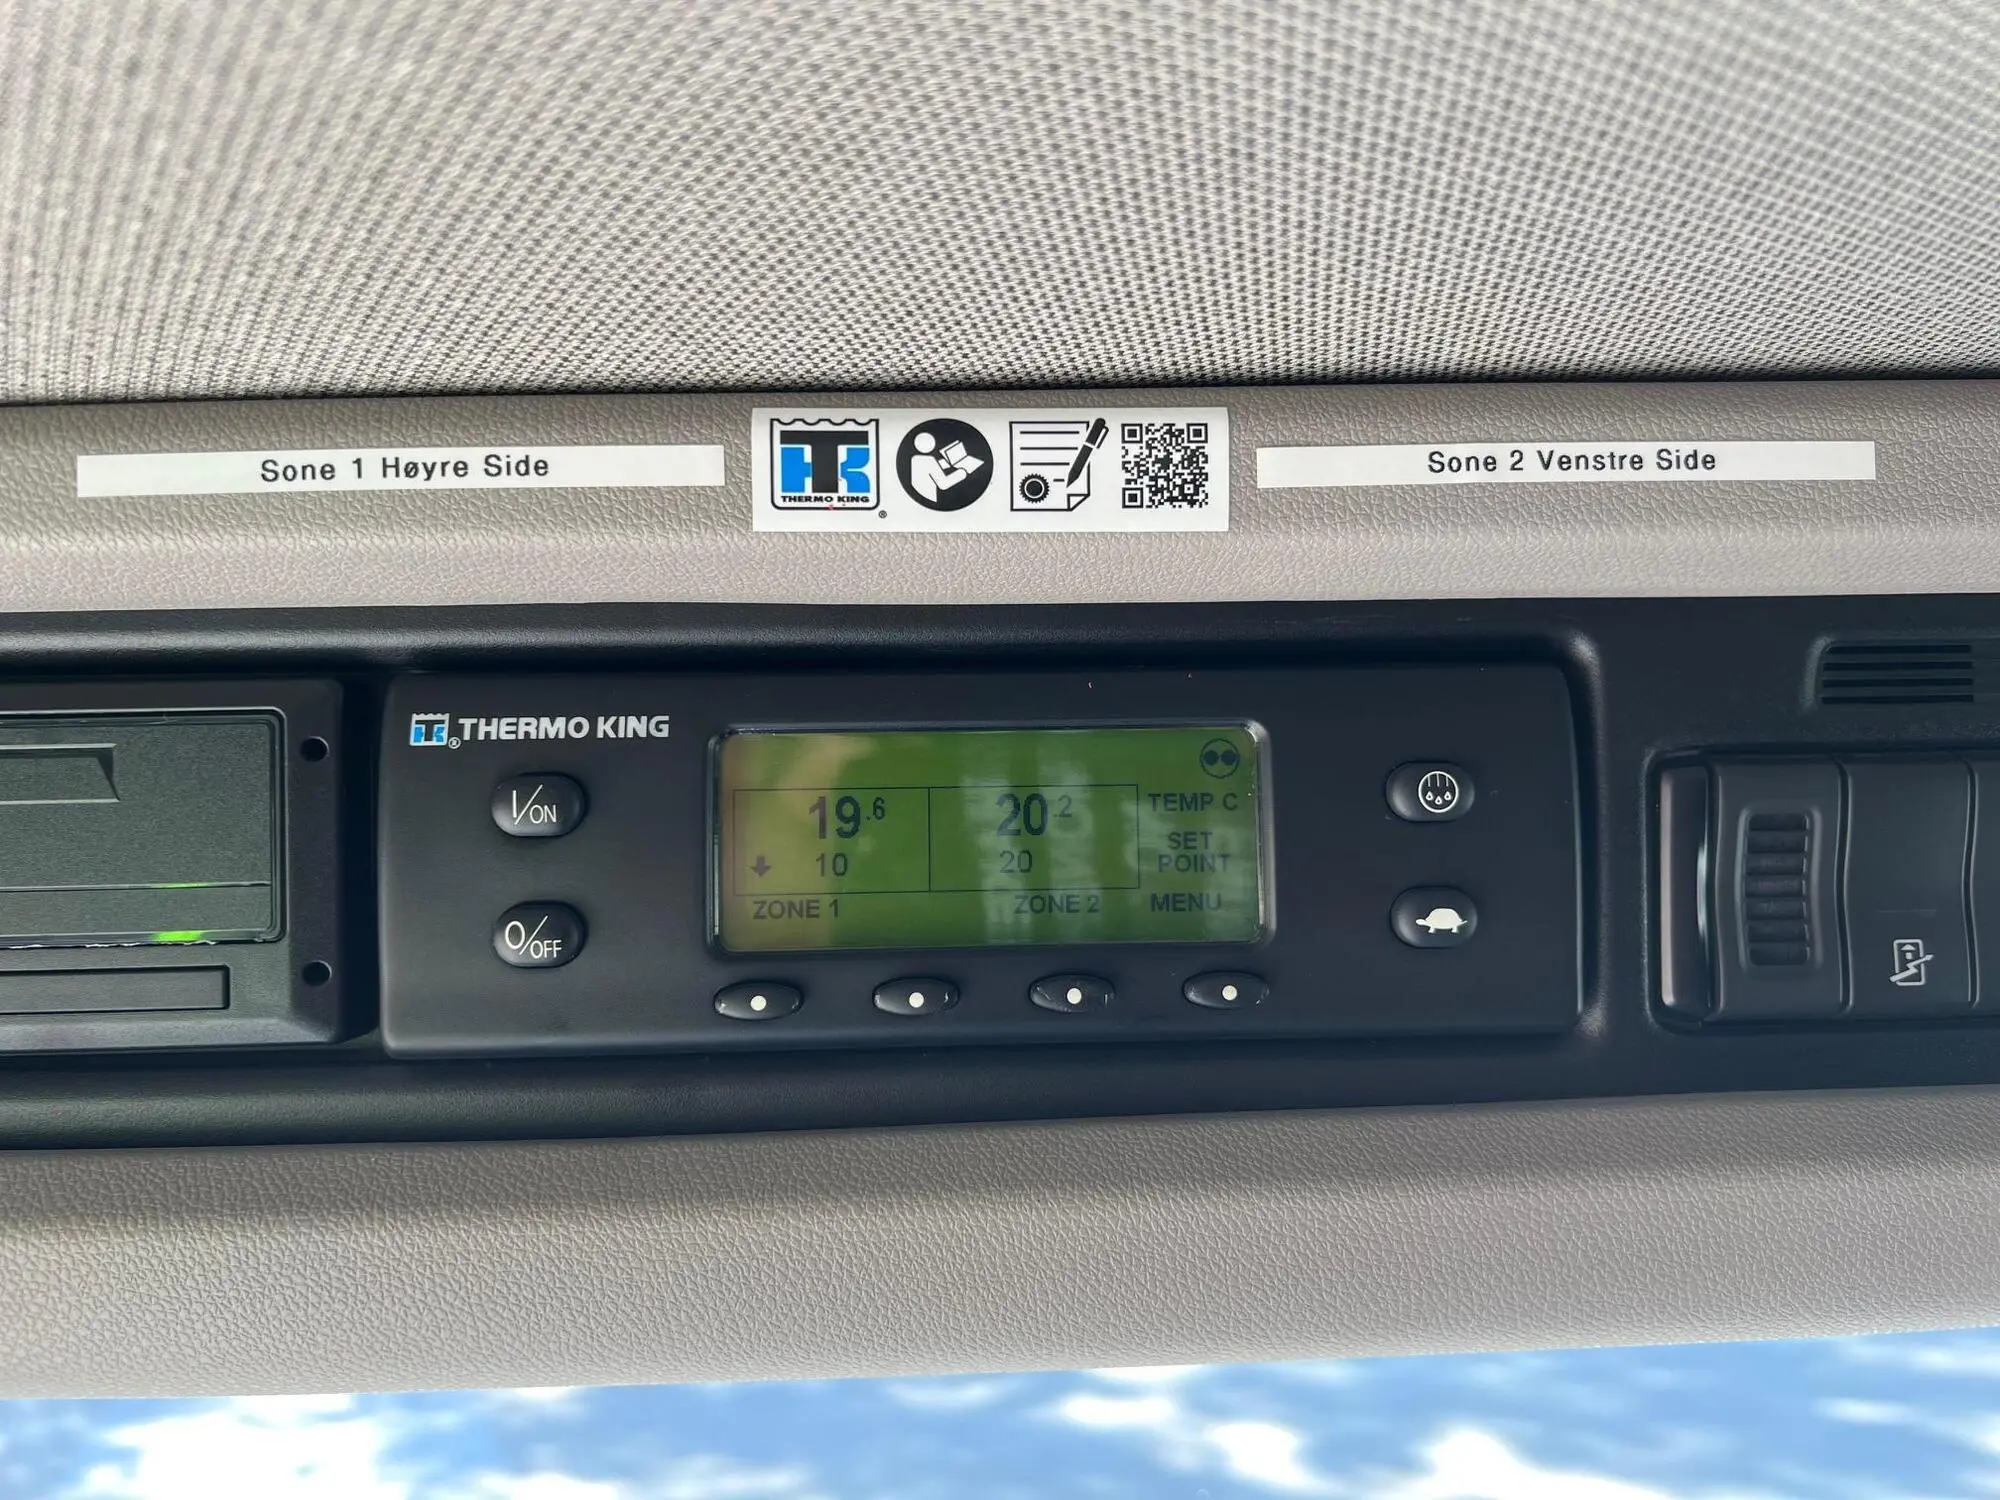 Sone 1 Høyre Side
THERMO KING
®
Sone 2 Venstre Side
®THERMO KING
I/ON
O/OFF
19.6 20.2 TEMP C
10 20 SET POINT
ZONE 1 ZONE 2 MENU